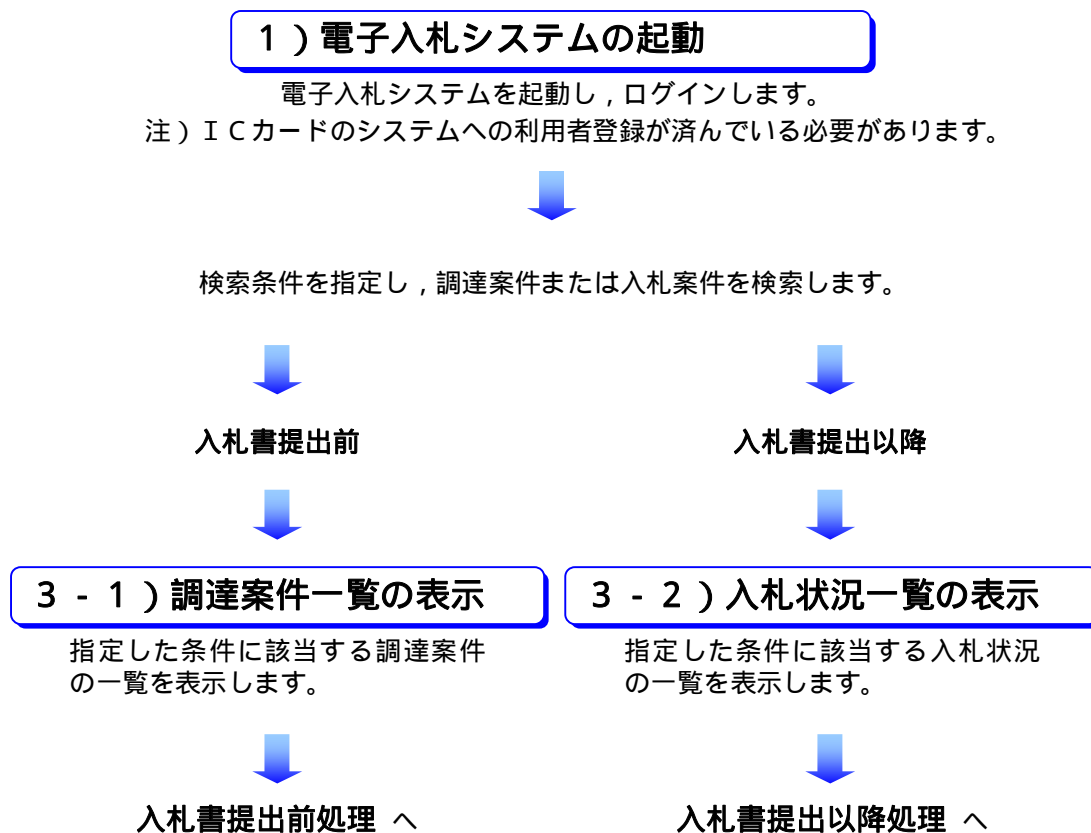 １）電子入札システムの起動
電子入札システムを起動し，ログインします。
注）ＩＣカードのシステムへの利用者登録が済んでいる必要があります。
検索条件を指定し，調達案件または入札案件を検索します。
入札書提出前
入札書提出以降
３－１）調達案件一覧の表示
指定した条件に該当する調達案件
の一覧を表示します。
３－２）入札状況一覧の表示
指定した条件に該当する入札状況
の一覧を表示します。
入札書提出前処理 へ
入札書提出以降処理 へ